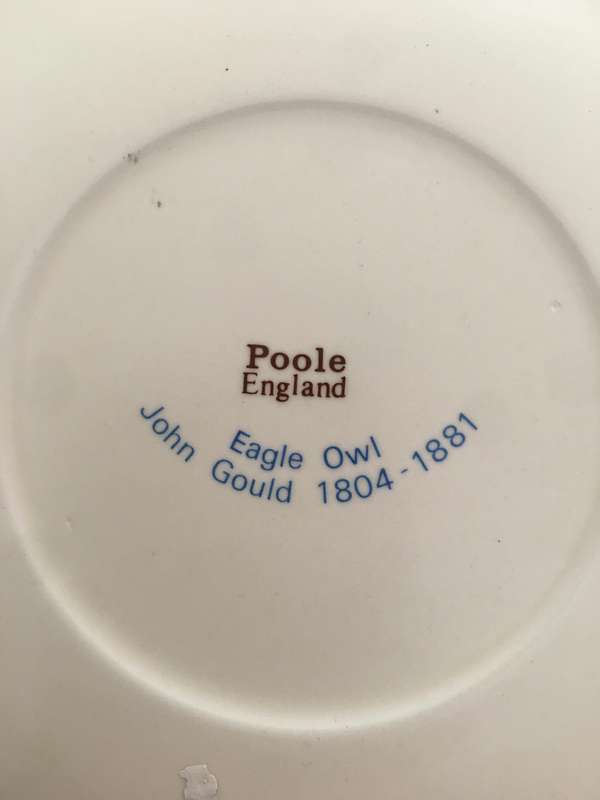 Poole
England
Eagle Owl
John Gould 1804-1881